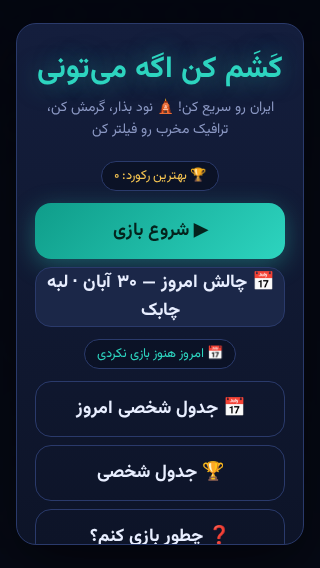 کَشَم کن اگه می‌تونی
ایران رو سریع کن! نود بذار، گرمش کن،
ترافیک مخرب رو فیلتر کن
🏆 بهترین رکورد: ۰
▶ شروع بازی
📅 چالش امروز — ۳۰ آبان · لبه
چابک
📅 امروز هنوز بازی نکردی
📅 جدول شخصی امروز
🏆 جدول شخصی
❓ چطور بازی کنم؟